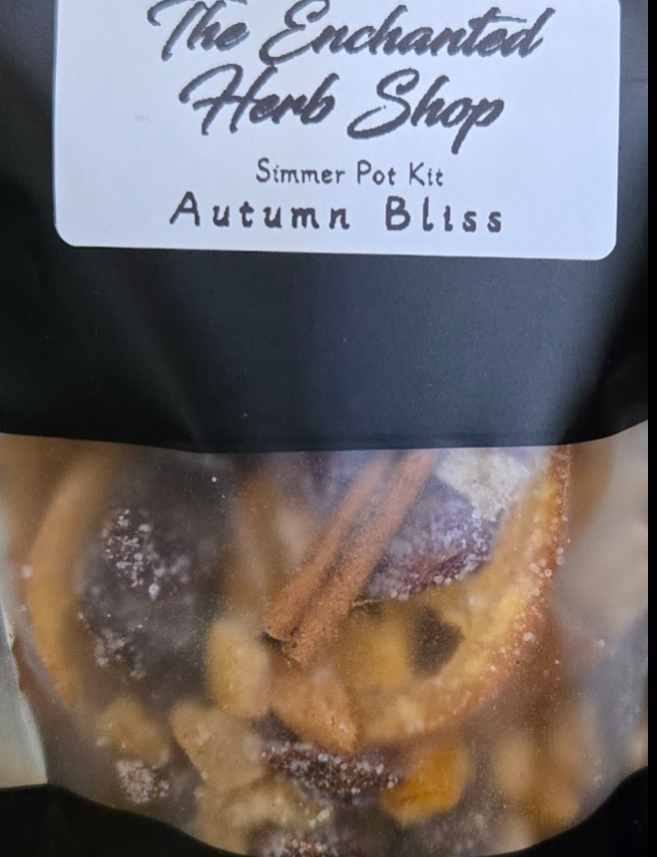 The Enchanted
Herb Shop
Simmer Pot Kit
Autumn Bliss